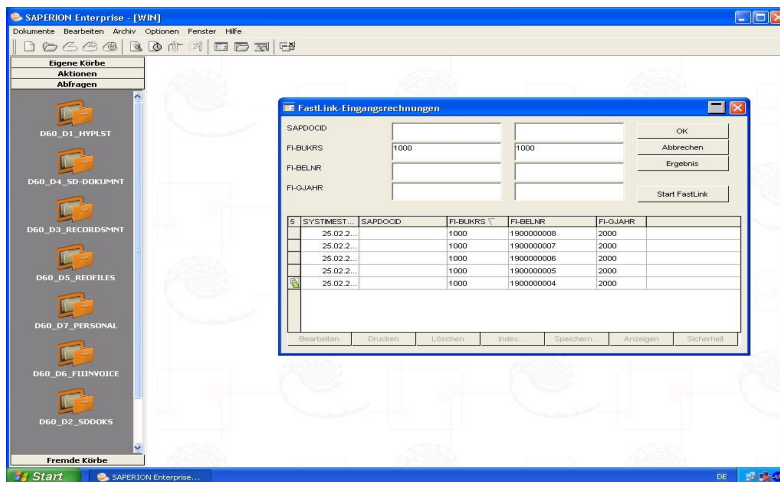 SAPERION Enterprise - [WIN]
Dokumente Bearbeiten Archiv Optionen Fenster Hilfe
Eigene Körbe
Aktionen
Abfragen
D60_D1_HYPLST
D60_D4_SD-DOKUMNT
D60_D3_RECORDSMNT
D60_D5_REOFILES
D60_D7_PERSONAL
D60_D6_FIINVOICE
D60_D2_SDDOKS
Fremde Körbe
FastLink-Eingangsrechnungen
SAPDOCID
OK
FI-BUKRS 1000 1000 Abbrechen
FI-BELNR Ergebnis
FI-GJAHR Start FastLink
S SYSTIMEST... SAPDOCID FI-BUKRS FI-BELNR FI-GJAHR
25.02.2... 1000 1900000008 2000
25.02.2... 1000 1900000007 2000
25.02.2... 1000 1900000006 2000
25.02.2... 1000 1900000005 2000
25.02.2... 1000 1900000004 2000
Bearbeiten Drucken Löschen Index... Speichern... Anzeigen Sicherheit
Start SAPERION Enterprise... DE